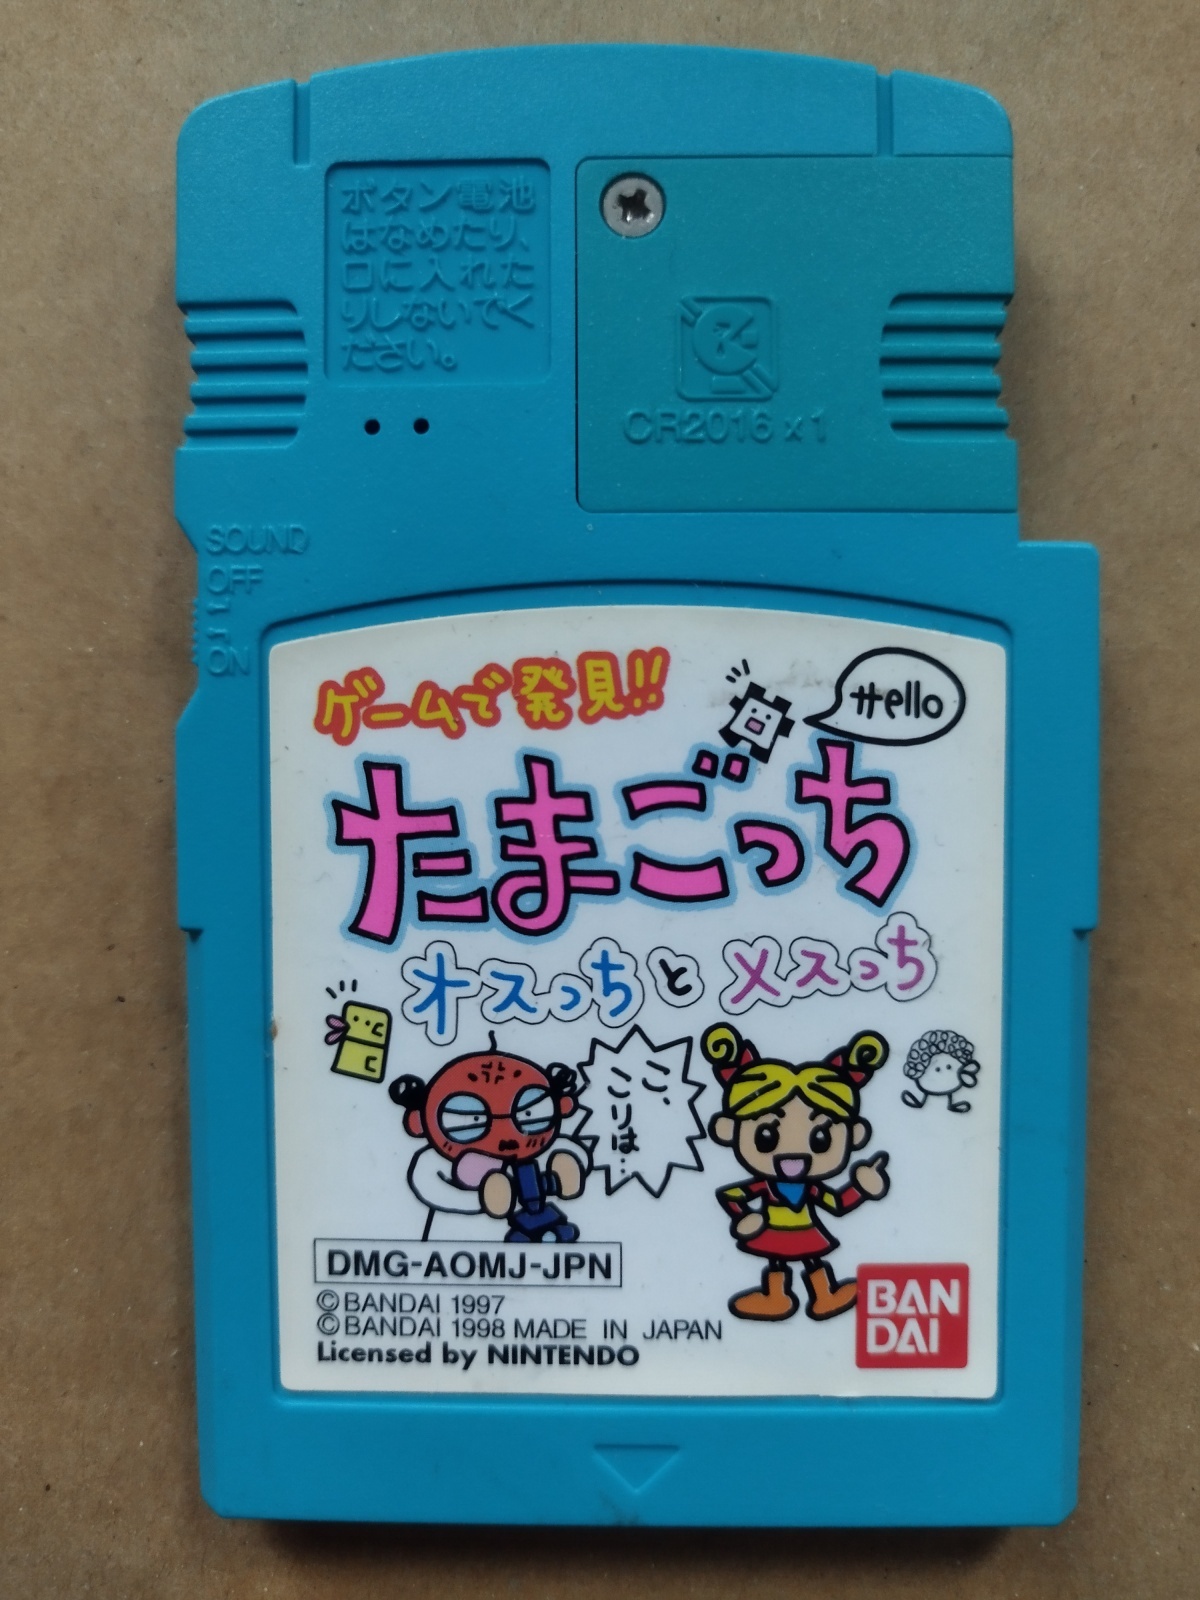 ボタン電池
はなめたり、
口に入れた
りしないでく
ださい。
CR2016 x 1
SOUND
OFF
ON
ゲームで発見!!
Hello
たまごっち
オスっちとメスっち
こ、
こりは…
DMG-AOMJ-JPN
©BANDAI 1997
©BANDAI 1998 MADE IN JAPAN
Licensed by NINTENDO
BAN
DAI